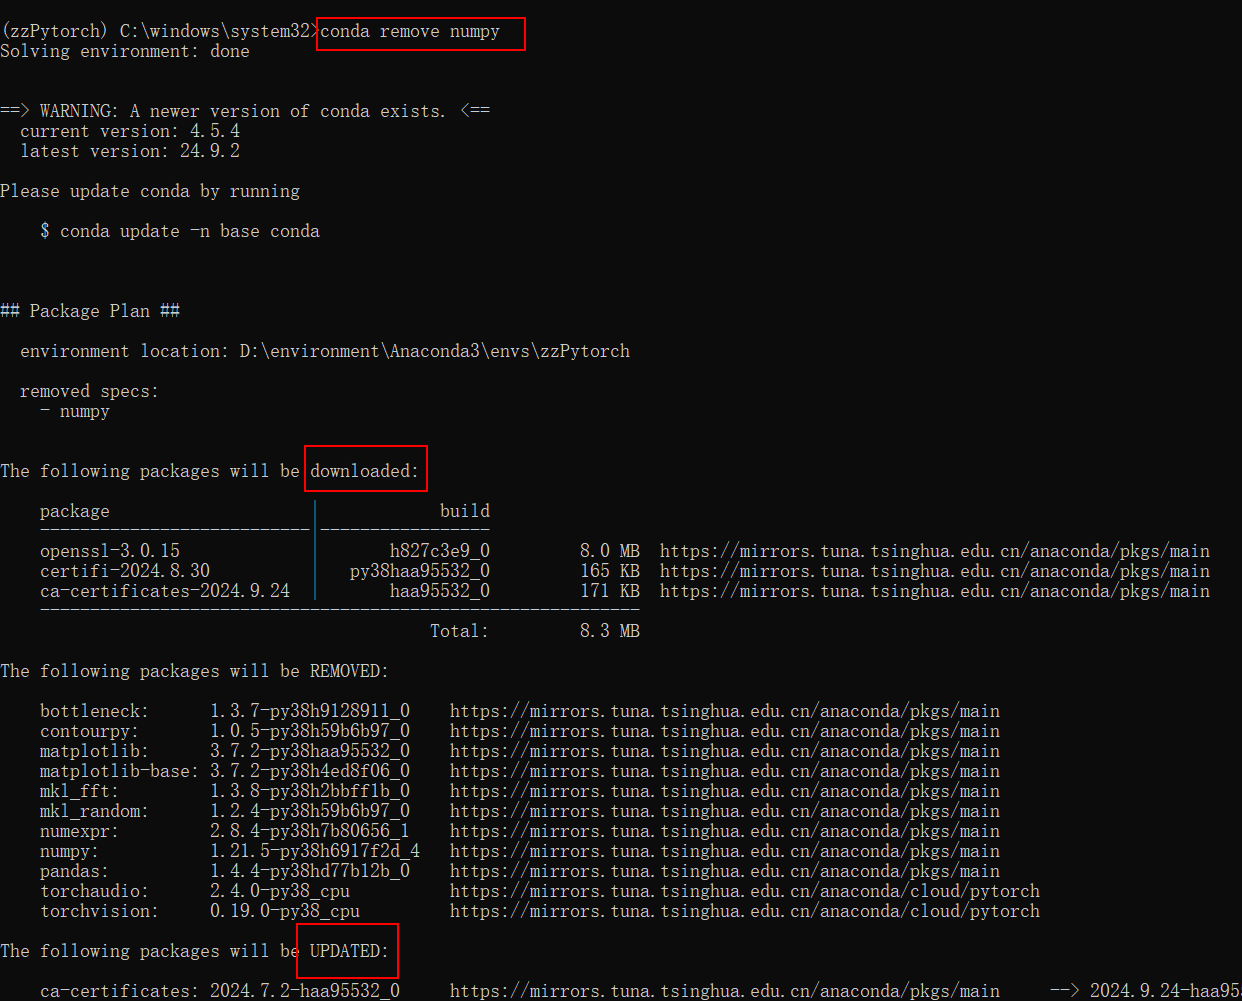 (zzPytorch) C:\windows\system32>conda remove numpy
Solving environment: done
==> WARNING: A newer version of conda exists. <==
current version: 4.5.4
latest version: 24.9.2
Please update conda by running
$ conda update -n base conda
## Package Plan ##
environment location: D:\environment\Anaconda3\envs\zzPytorch
removed specs:
- numpy
The following packages will be downloaded:
package | build
---------------------------|-----------------
openssl-3.0.15 | h827c3e9_0 8.0 MB https://mirrors.tuna.tsinghua.edu.cn/anaconda/pkgs/main
certifi-2024.8.30 | py38haa95532_0 165 KB https://mirrors.tuna.tsinghua.edu.cn/anaconda/pkgs/main
ca-certificates-2024.9.24 | haa95532_0 171 KB https://mirrors.tuna.tsinghua.edu.cn/anaconda/pkgs/main
------------------------------------------------------------
Total: 8.3 MB
The following packages will be REMOVED:
bottleneck: 1.3.7-py38h9128911_0 https://mirrors.tuna.tsinghua.edu.cn/anaconda/pkgs/main
contourpy: 1.0.5-py38h59b6b97_0 https://mirrors.tuna.tsinghua.edu.cn/anaconda/pkgs/main
matplotlib: 3.7.2-py38haa95532_0 https://mirrors.tuna.tsinghua.edu.cn/anaconda/pkgs/main
matplotlib-base: 3.7.2-py38h4ed8f06_0 https://mirrors.tuna.tsinghua.edu.cn/anaconda/pkgs/main
mkl_fft: 1.3.8-py38h2bbff1b_0 https://mirrors.tuna.tsinghua.edu.cn/anaconda/pkgs/main
mkl_random: 1.2.4-py38h59b6b97_0 https://mirrors.tuna.tsinghua.edu.cn/anaconda/pkgs/main
numexpr: 2.8.4-py38h7b80656_1 https://mirrors.tuna.tsinghua.edu.cn/anaconda/pkgs/main
numpy: 1.21.5-py38h6917f2d_4 https://mirrors.tuna.tsinghua.edu.cn/anaconda/pkgs/main
pandas: 1.4.4-py38hd77b12b_0 https://mirrors.tuna.tsinghua.edu.cn/anaconda/pkgs/main
torchaudio: 2.4.0-py38_cpu https://mirrors.tuna.tsinghua.edu.cn/anaconda/cloud/pytorch
torchvision: 0.19.0-py38_cpu https://mirrors.tuna.tsinghua.edu.cn/anaconda/cloud/pytorch
The following packages will be UPDATED:
ca-certificates: 2024.7.2-haa95532_0 https://mirrors.tuna.tsinghua.edu.cn/anaconda/pkgs/main --> 2024.9.24-haa95